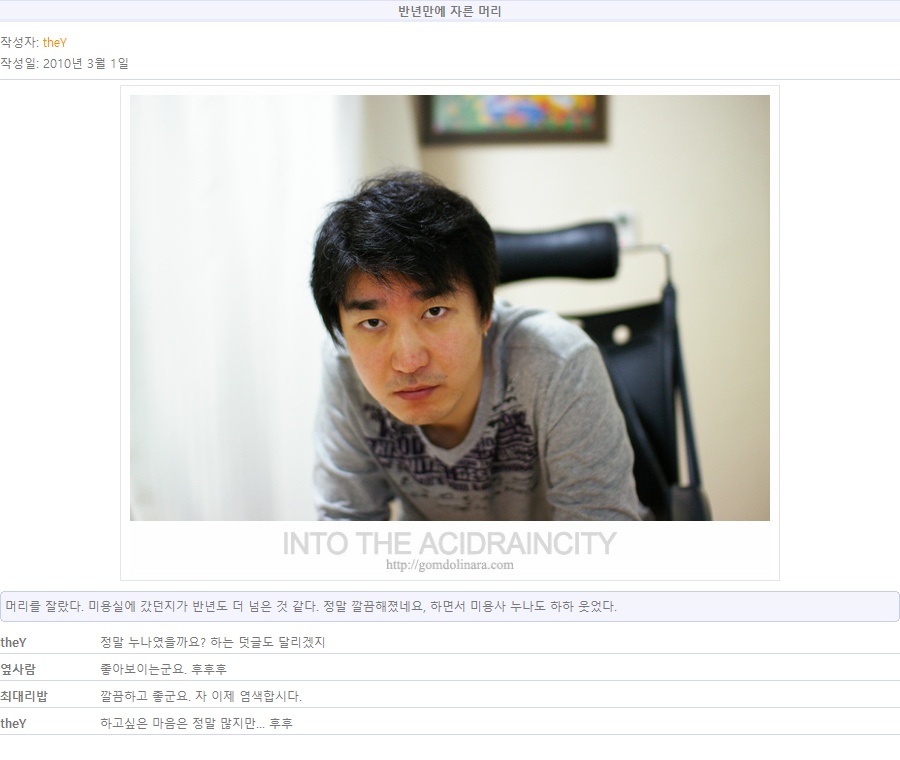 반년만에 자른 머리
작성자: theY
작성일: 2010년 3월 1일
INTO THE ACIDRAINCITY
http://gomdolinara.com
머리를 잘랐다. 미용실에 갔던지가 반년도 더 넘은 것 같다. 정말 깔끔해졌네요, 하면서 미용사 누나도 하하 웃었다.
theY 정말 누나였을까요? 하는 덧글도 달리겠지
옆사람 좋아보이는군요. 후후후
최대리밥 깔끔하고 좋군요. 자 이제 염색합시다.
theY 하고싶은 마음은 정말 많지만... 후후